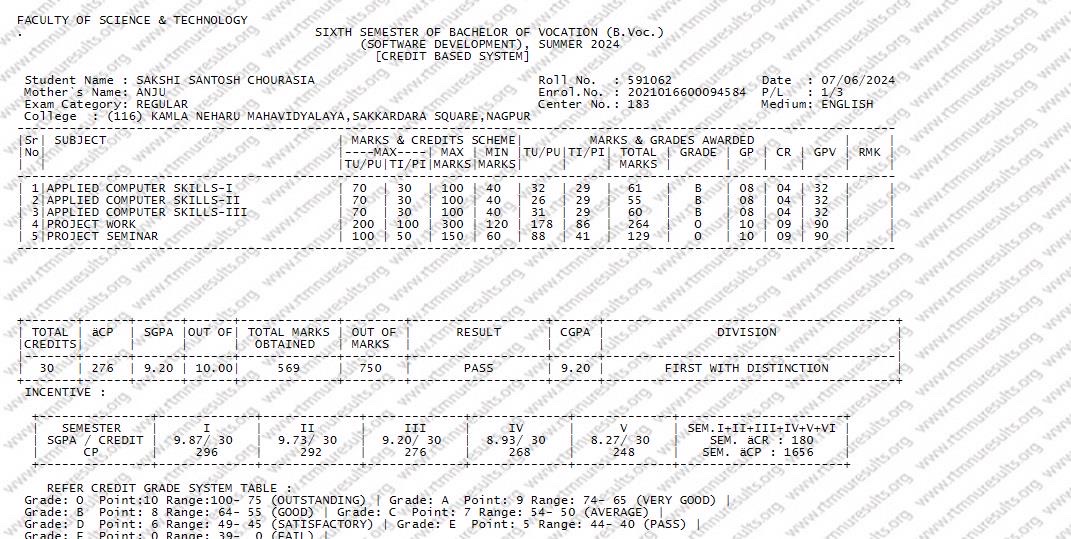 FACULTY OF SCIENCE & TECHNOLOGY
.
SIXTH SEMESTER OF BACHELOR OF VOCATION (B.Voc.)
(SOFTWARE DEVELOPMENT), SUMMER 2024
[CREDIT BASED SYSTEM]
Student Name : SAKSHI SANTOSH CHOURASIA Roll No. : 591062 Date : 07/06/2024
Mother`s Name: ANJU Enrol.No. : 2021016600094584 P/L : 1/3
Exam Category: REGULAR Center No.: 183 Medium: ENGLISH
College : (116) KAMLA NEHARU MAHAVIDYALAYA,SAKKARDARA SQUARE,NAGPUR
|Sr| SUBJECT | MARKS & CREDITS SCHEME| MARKS & GRADES AWARDED | |
|No| |----MAX----| MAX | MIN |TU/PU|TI/PI| TOTAL | GRADE | GP | CR | GPV | RMK |
| | |TU/PU|TI/PI|MARKS|MARKS| | | MARKS | | | | | |
| 1|APPLIED COMPUTER SKILLS-I | 70 | 30 | 100 | 40 | 32 | 29 | 61 | B | 08 | 04 | 32 | |
| 2|APPLIED COMPUTER SKILLS-II | 70 | 30 | 100 | 40 | 26 | 29 | 55 | B | 08 | 04 | 32 | |
| 3|APPLIED COMPUTER SKILLS-III | 70 | 30 | 100 | 40 | 31 | 29 | 60 | B | 08 | 04 | 32 | |
| 4|PROJECT WORK | 200 | 100 | 300 | 120 | 178 | 86 | 264 | O | 10 | 09 | 90 | |
| 5|PROJECT SEMINAR | 100 | 50 | 150 | 60 | 88 | 41 | 129 | O | 10 | 09 | 90 | |
| TOTAL | äCP | SGPA |OUT OF| TOTAL MARKS | OUT OF | RESULT | CGPA | DIVISION |
|CREDITS| | | | OBTAINED | MARKS | | | |
| 30 | 276 | 9.20 | 10.00| 569 | 750 | PASS | 9.20 | FIRST WITH DISTINCTION |
INCENTIVE :
| SEMESTER | I | II | III | IV | V | SEM.I+II+III+IV+V+VI |
| SGPA / CREDIT | 9.87/ 30 | 9.73/ 30 | 9.20/ 30 | 8.93/ 30 | 8.27/ 30 | SEM. äCR : 180 |
| CP | 296 | 292 | 276 | 268 | 248 | SEM. äCP : 1656 |
REFER CREDIT GRADE SYSTEM TABLE :
Grade: O Point:10 Range:100- 75 (OUTSTANDING) | Grade: A Point: 9 Range: 74- 65 (VERY GOOD) |
Grade: B Point: 8 Range: 64- 55 (GOOD) | Grade: C Point: 7 Range: 54- 50 (AVERAGE) |
Grade: D Point: 6 Range: 49- 45 (SATISFACTORY) | Grade: E Point: 5 Range: 44- 40 (PASS) |
Grade: F Point: 0 Range: 39- 0 (FAIL) |
www.rtmnuresults.org